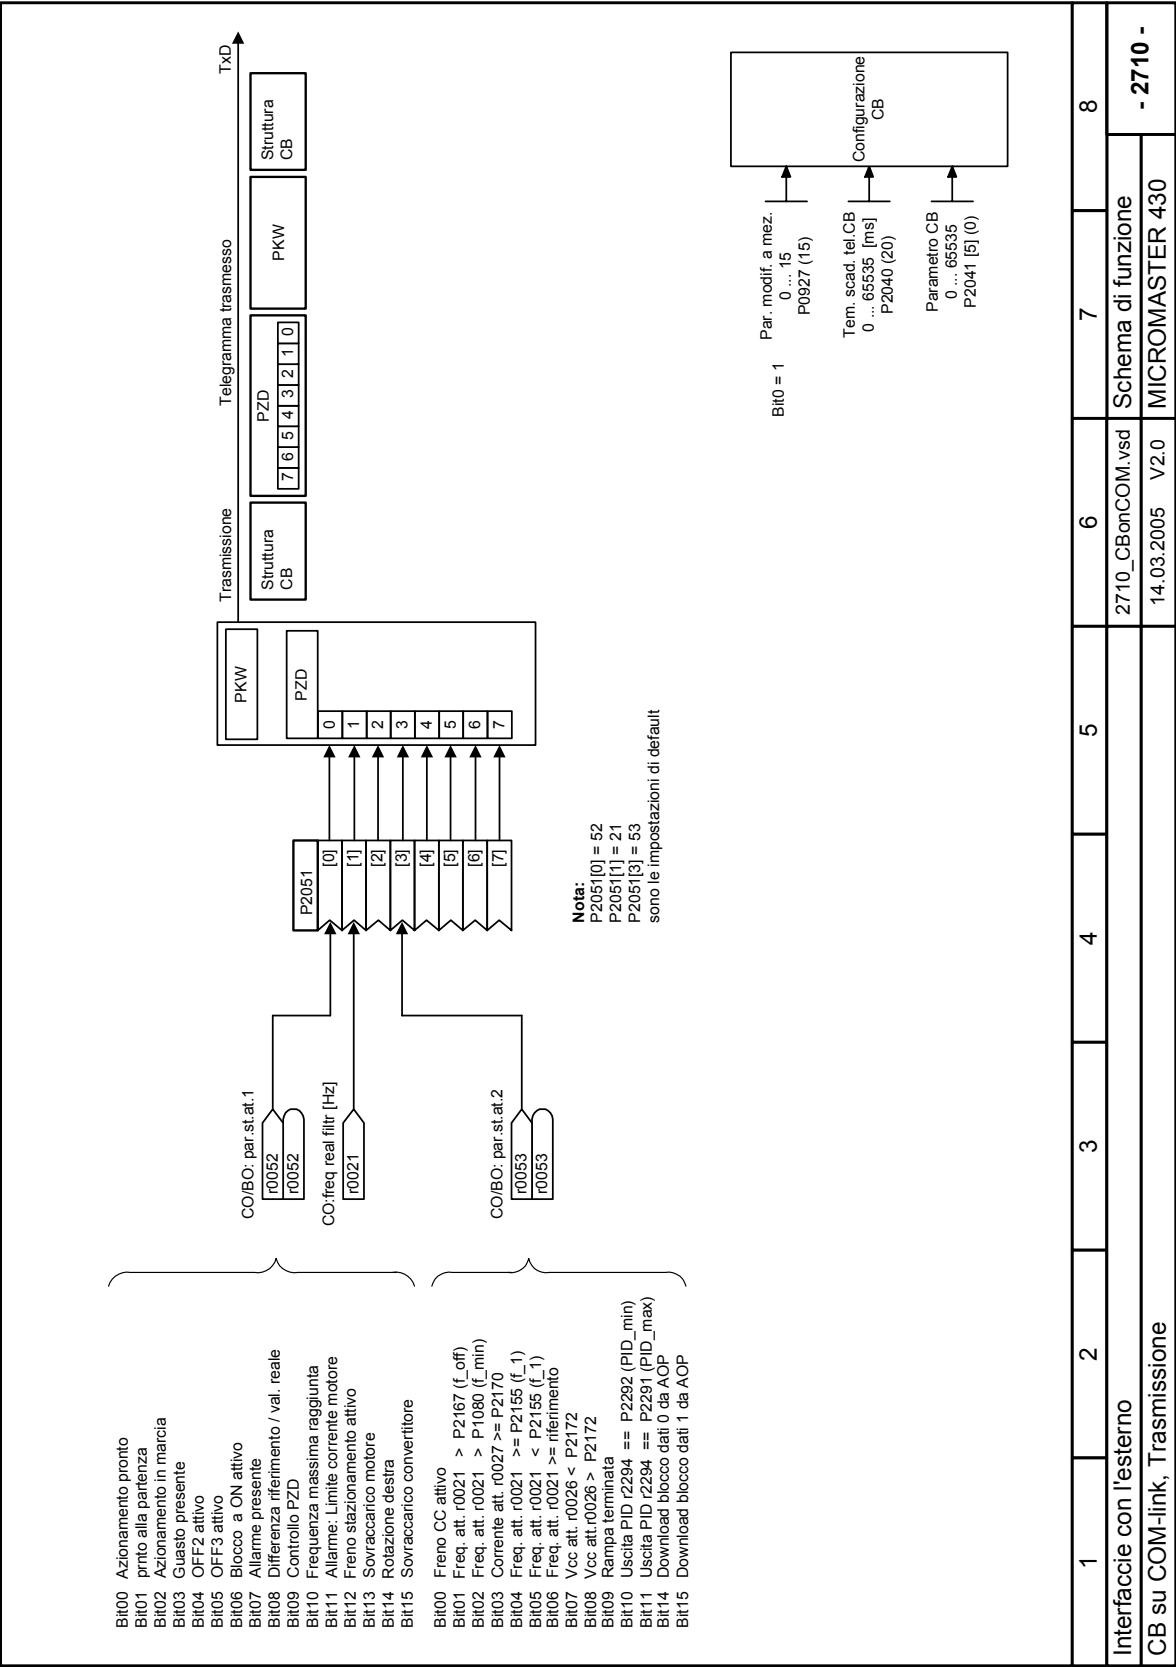 Bit00 Azionamento pronto
Bit01 prnto alla partenza
Bit02 Azionamento in marcia
Bit03 Guasto presente
Bit04 OFF2 attivo
Bit05 OFF3 attivo
Bit06 Blocco a ON attivo
Bit07 Allarme presente
Bit08 Differenza riferimento / val. reale
Bit09 Controllo PZD
Bit10 Frequenza massima raggiunta
Bit11 Allarme: Limite corrente motore
Bit12 Freno stazionamento attivo
Bit13 Sovraccarico motore
Bit14 Rotazione destra
Bit15 Sovraccarico convertitore
Bit00 Freno CC attivo
Bit01 Freq. att. r0021 > P2167 (f_off)
Bit02 Freq. att. r0021 > P1080 (f_min)
Bit03 Corrente att. r0027 >= P2170
Bit04 Freq. att. r0021 >= P2155 (f_1)
Bit05 Freq. att. r0021 < P2155 (f_1)
Bit06 Freq. att. r0021 >= riferimento
Bit07 Vcc att. r0026 < P2172
Bit08 Vcc att.r0026 > P2172
Bit09 Rampa terminata
Bit10 Uscita PID r2294 == P2292 (PID_min)
Bit11 Uscita PID r2294 == P2291 (PID_max)
Bit14 Download blocco dati 0 da AOP
Bit15 Download blocco dati 1 da AOP
CO/BO: par.st.at.1
r0052
r0052
CO:freq real filtr [Hz]
r0021
CO/BO: par.st.at.2
r0053
r0053
P2051
[0]
[1]
[2]
[3]
[4]
[5]
[6]
[7]
Nota:
P2051[0] = 52
P2051[1] = 21
P2051[3] = 53
sono le impostazioni di default
PKW
PZD
0
1
2
3
4
5
6
7
Trasmissione
Telegramma trasmesso
TxD
Struttura
CB
PZD
7 6 5 4 3 2 1 0
PKW
Struttura
CB
Bit0 = 1
Par. modif. a mez.
0 ... 15
P0927 (15)
Tem. scad. tel.CB
0 ... 65535 [ms]
P2040 (20)
Parametro CB
0 ... 65535
P2041 [5] (0)
Configurazione
CB
1 2 3 4 5 6 7 8
Interfaccie con l'esterno
2710_CBonCOM.vsd
Schema di funzione
- 2710 -
CB su COM-link, Trasmissione
14.03.2005 V2.0
MICROMASTER 430